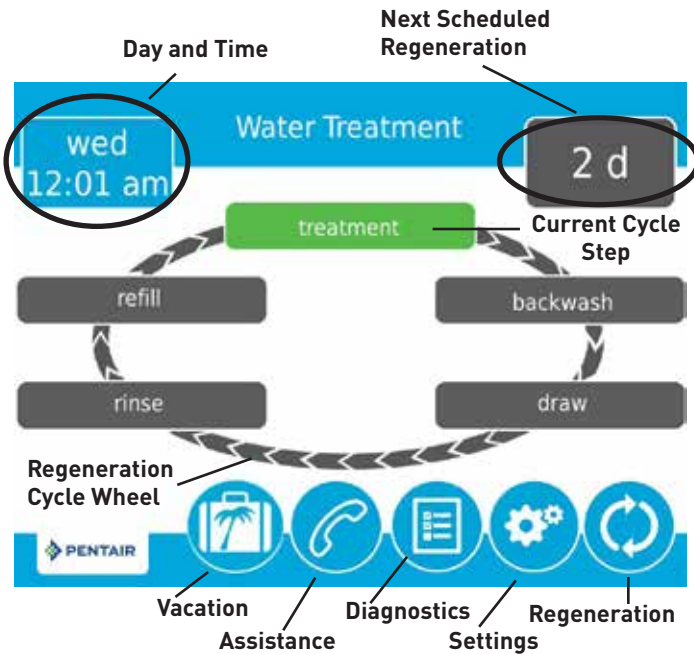 Next Scheduled
Regeneration
Day and Time
wed
12:01 am
Water Treatment
2 d
treatment
Current Cycle
Step
refill
backwash
rinse
draw
Regeneration
Cycle Wheel
PENTAIR
Vacation
Assistance
Diagnostics
Settings
Regeneration